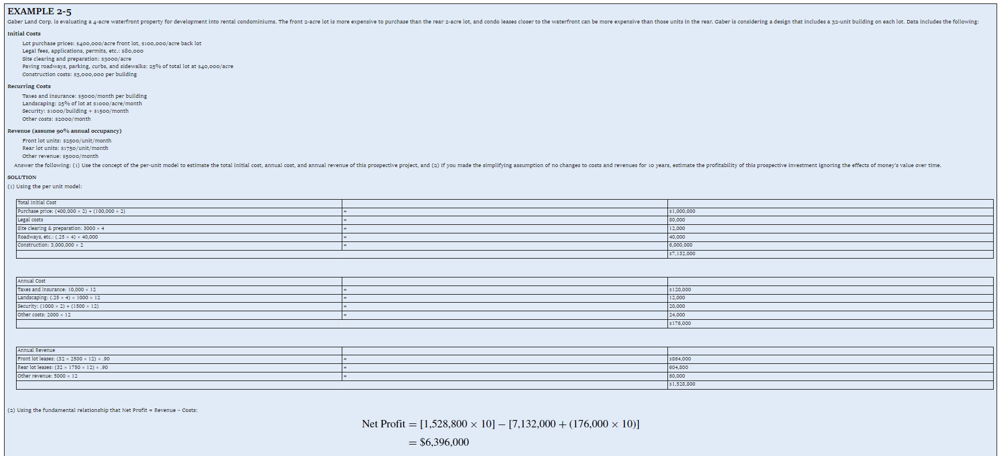 EXAMPLE 2-5
Gaber Land Corp. is evaluating a 4-acre waterfront property for development into rental condominiums. The front 2-acre lot is more expensive to purchase than the rear 2-acre lot, and condo leases closer to the waterfront can be more expensive than those units in the rear. Gaber is considering a design that includes a 32-unit building on each lot. Data includes the following:
Initial Costs
Lot purchase prices: $400,000/acre front lot, $100,000/acre back lot
Legal fees, applications, permits, etc.: $80,000
Site clearing and preparation: $3000/acre
Paving roadways, parking, curbs, and sidewalks: 25% of total lot at $40,000/acre
Construction costs: $3,000,000 per building
Recurring Costs
Taxes and insurance: $5000/month per building
Landscaping: 25% of lot at $1000/acre/month
Security: $1000/building + $1500/month
Other costs: $2000/month
Revenue (assume 90% annual occupancy)
Front lot units: $2500/unit/month
Rear lot units: $1750/unit/month
Other revenue: $5000/month
Answer the following: (1) Use the concept of the per-unit model to estimate the total initial cost, annual cost, and annual revenue of this prospective project, and (2) If you made the simplifying assumption of no changes to costs and revenues for 10 years, estimate the profitability of this prospective investment ignoring the effects of money's value over time.
SOLUTION
(1) Using the per unit model:
Total Initial Cost
Purchase price: (400,000 × 2) + (100,000 × 2) = $1,000,000
Legal costs = 80,000
Site clearing & preparation: 3000 × 4 = 12,000
Roadways, etc.: (.25 × 4) × 40,000 = 40,000
Construction: 3,000,000 × 2 = 6,000,000
$7,132,000
Annual Cost
Taxes and insurance: 10,000 × 12 = $120,000
Landscaping: (.25 × 4) × 1000 × 12 = 12,000
Security: (1000 × 2) + (1500 × 12) = 20,000
Other costs: 2000 × 12 = 24,000
$176,000
Annual Revenue
Front lot leases: (32 × 2500 × 12) × .90 = $864,000
Rear lot leases: (32 × 1750 × 12) × .90 = 604,800
Other revenue: 5000 × 12 = 60,000
$1,528,800
(2) Using the fundamental relationship that Net Profit = Revenue – Costs:
Net Profit = [1,528,800 × 10] − [7,132,000 + (176,000 × 10)]
= $6,396,000